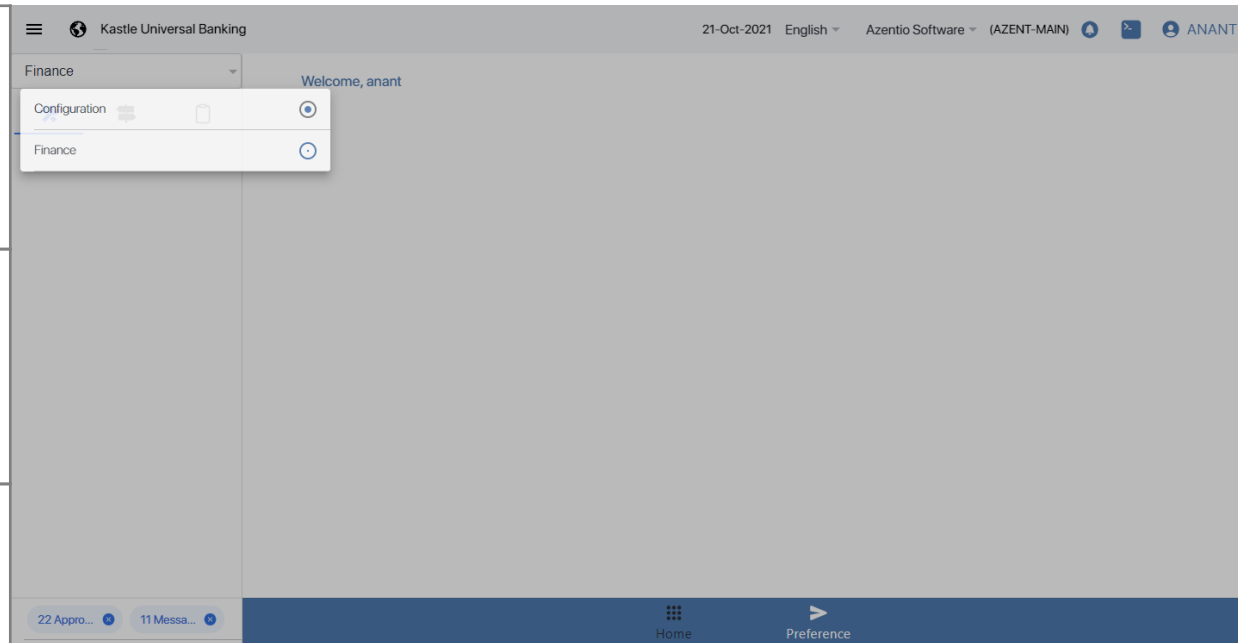 Kastle Universal Banking
21-Oct-2021 English Azentio Software (AZENT-MAIN) ANANT
Finance
Welcome, anant
Configuration
Finance
22 Appro... 11 Messa...
Home Preference